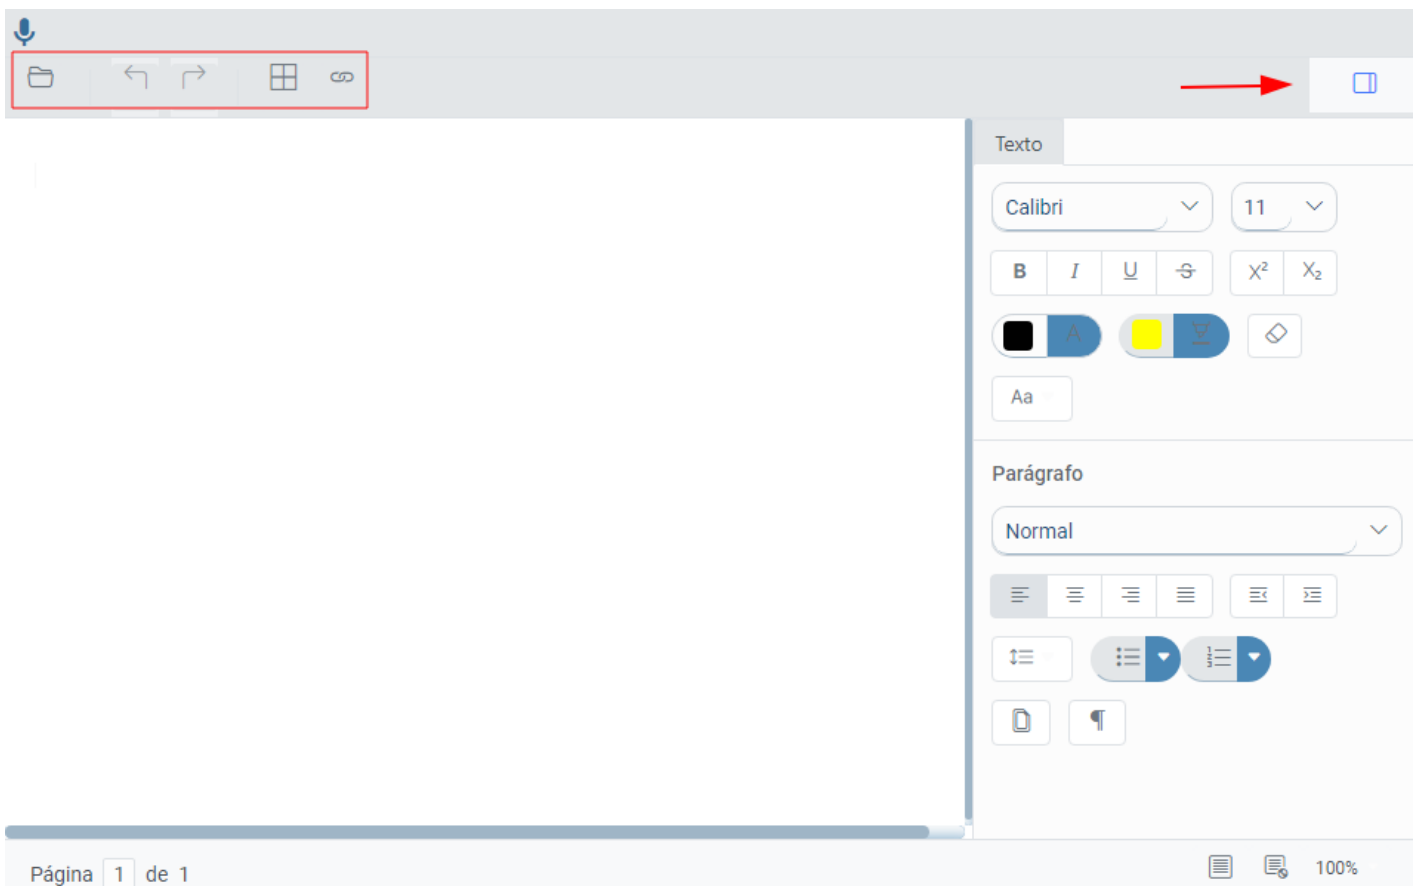 Texto
Calibri 11
B I U S X² X₂
A
Aa
Parágrafo
Normal
Página 1 de 1
100%